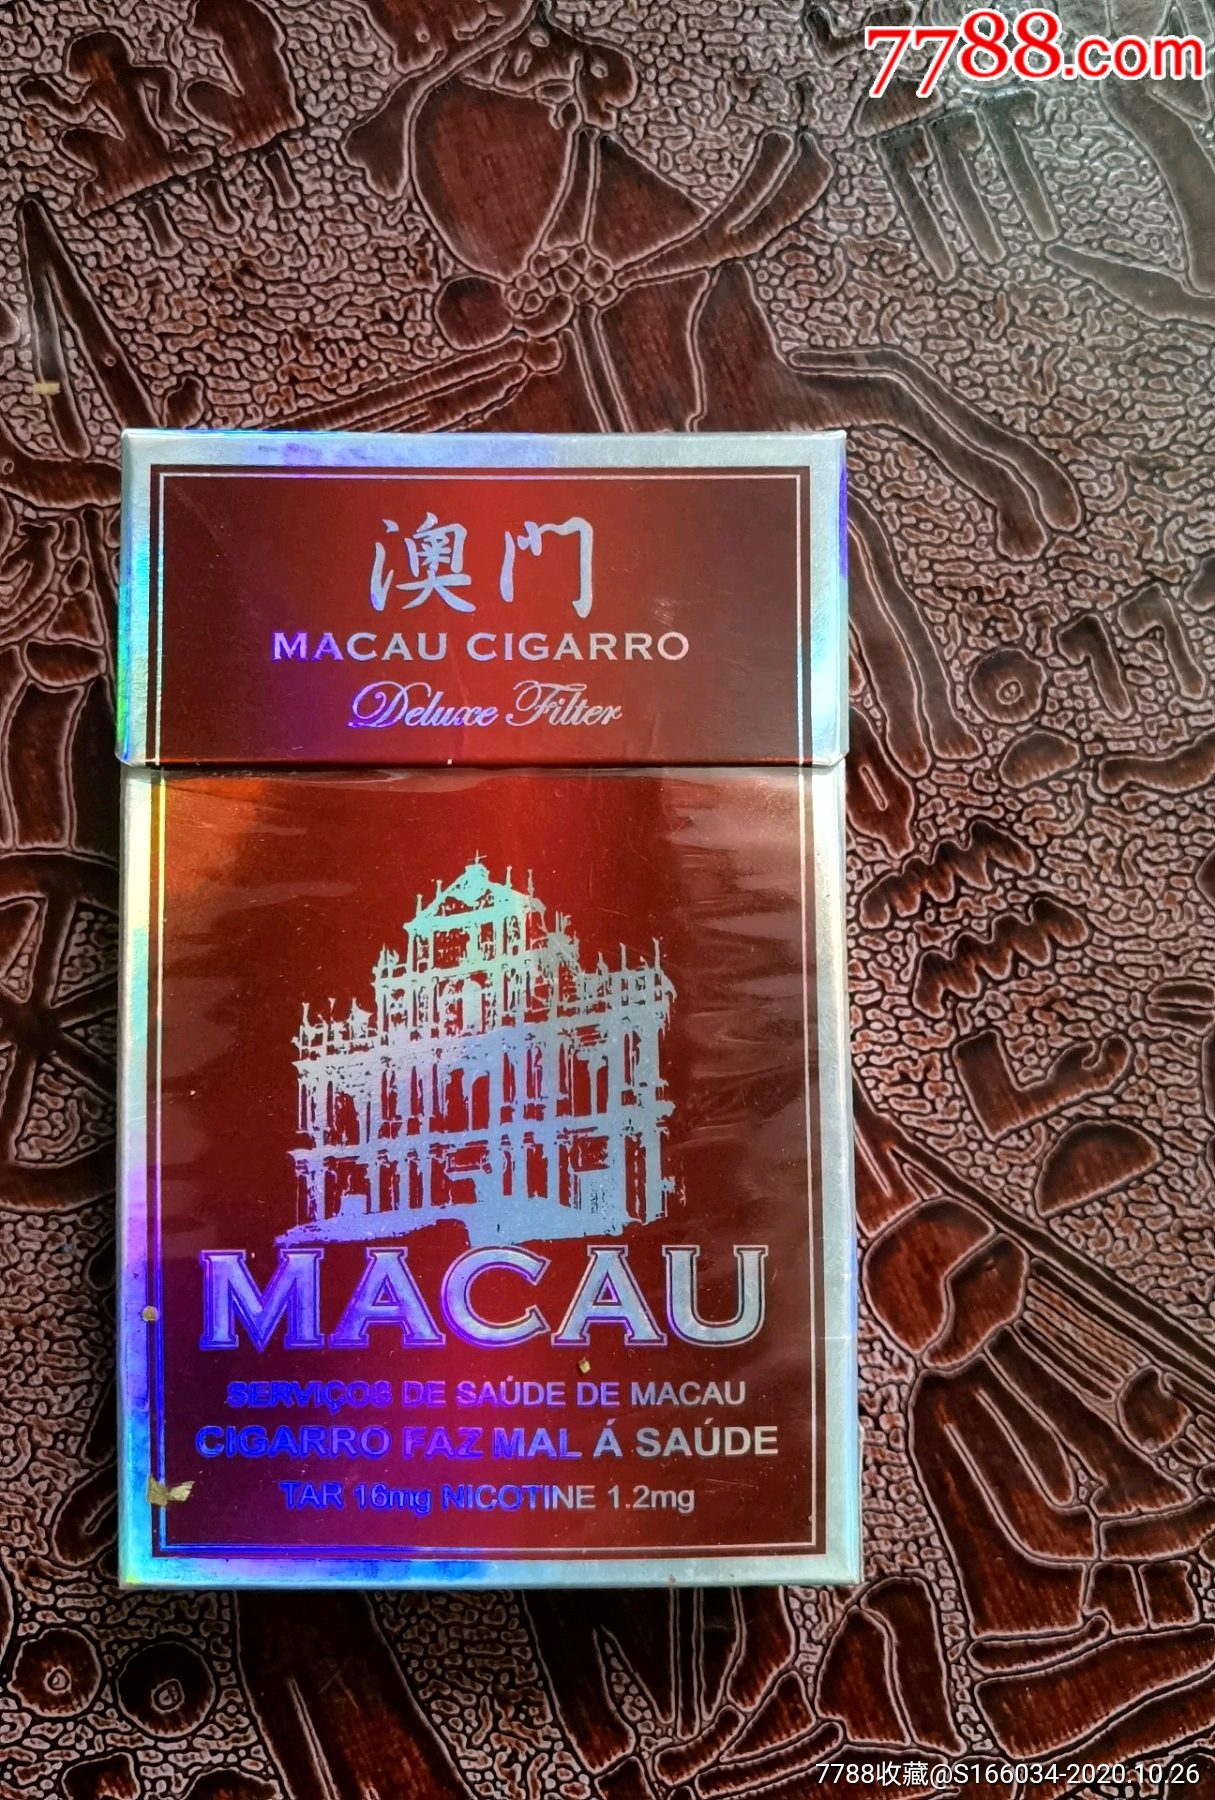 7788.com
澳门
MACAU CIGARRO
Deluxe Filter
MACAU
SERVIÇOS DE SAÚDE DE MACAU
CIGARRO FAZ MAL Á SAÚDE
TAR 16mg NICOTINE 1.2mg
7788收藏@S166034-2020.10.26